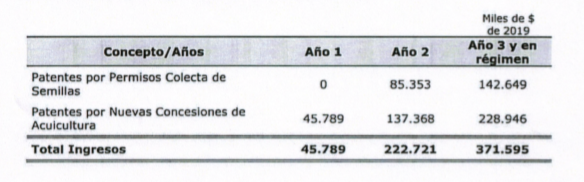 Miles de $
de 2019
Concepto/Años Año 1 Año 2 Año 3 y en
régimen
Patentes por Permisos Colecta de
Semillas 0 85.353 142.649
Patentes por Nuevas Concesiones de
Acuicultura 45.789 137.368 228.946
Total Ingresos 45.789 222.721 371.595